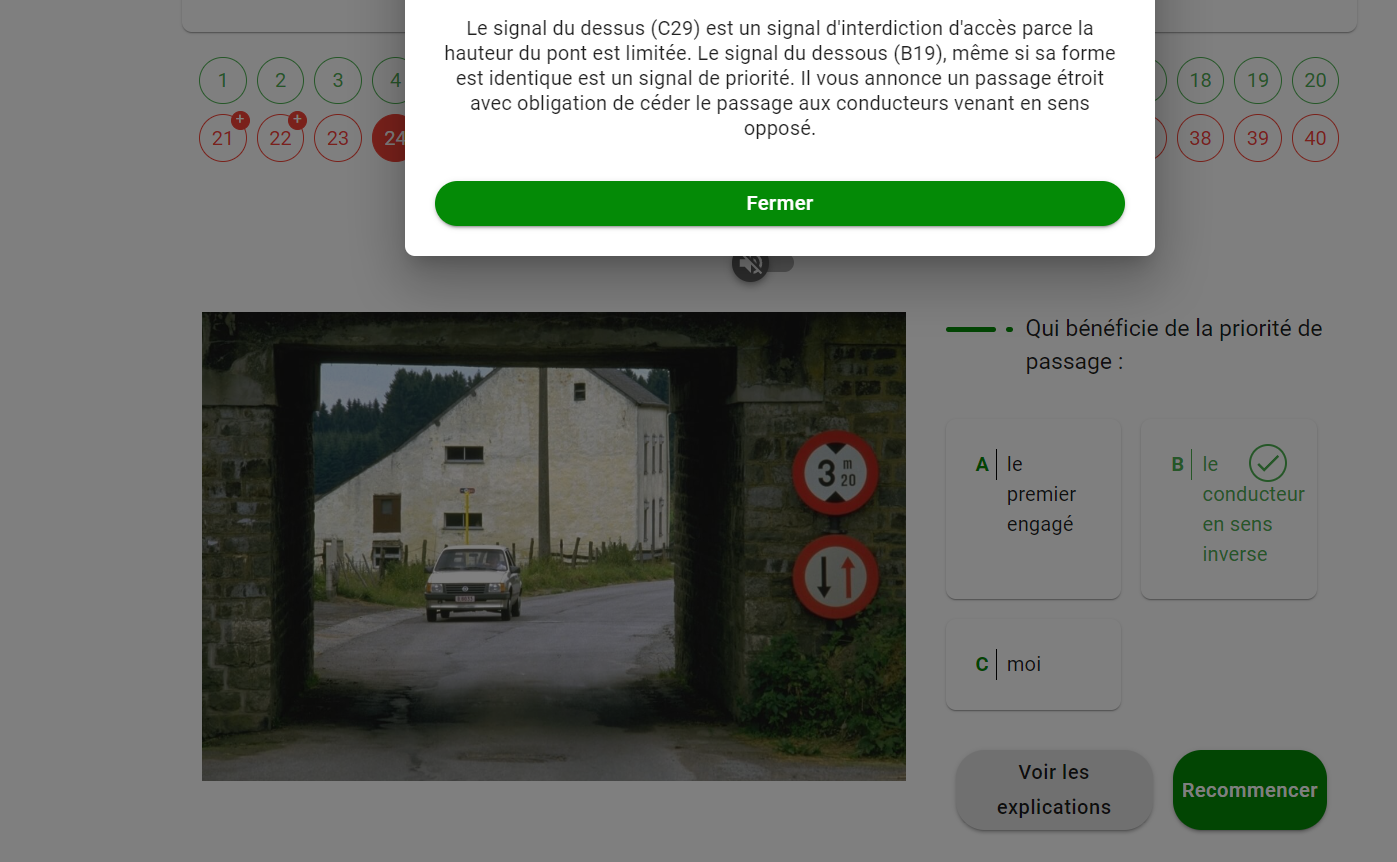 Le signal du dessus (C29) est un signal d'interdiction d'accès parce la
hauteur du pont est limitée. Le signal du dessous (B19), même si sa forme
est identique est un signal de priorité. Il vous annonce un passage étroit
avec obligation de céder le passage aux conducteurs venant en sens
opposé.
Fermer
1 2 3 4 18 19 20
21 + 22 + 23 24 38 39 40
3 m 20
Qui bénéficie de la priorité de
passage :
A le
premier
engagé
B le
conducteur
en sens
inverse
C moi
Voir les
explications
Recommencer